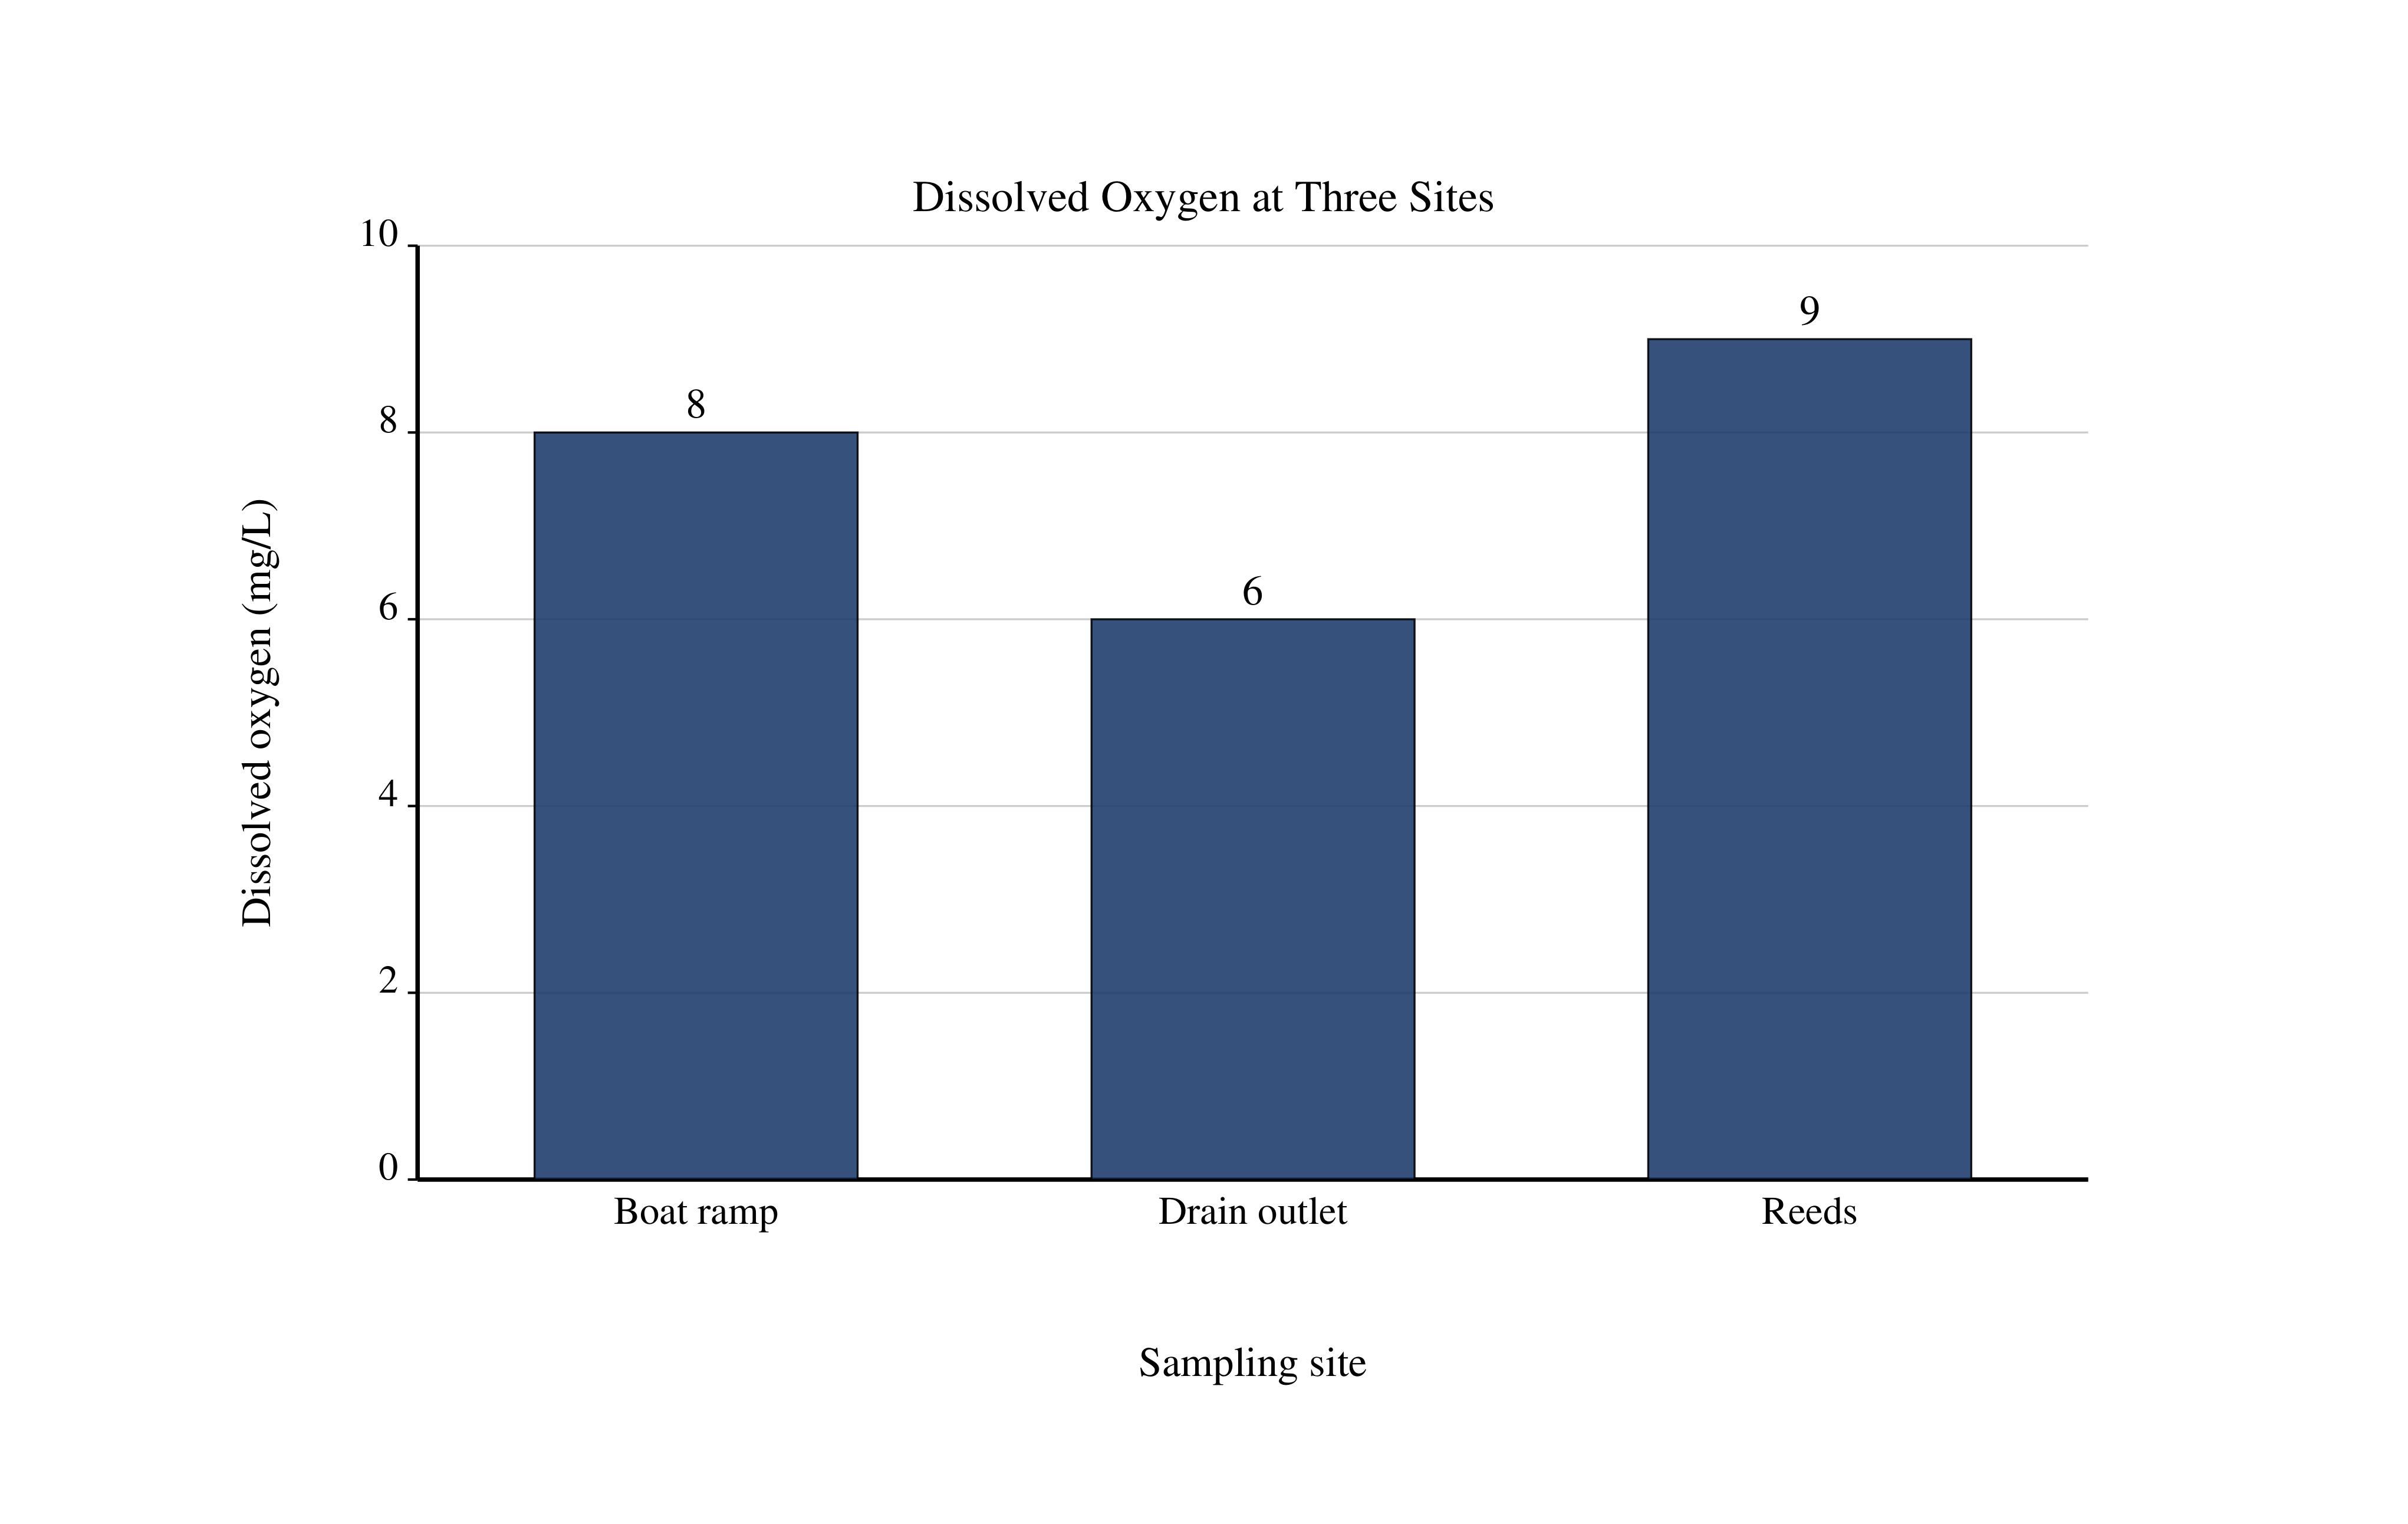 Dissolved Oxygen at Three Sites
10
8
6
4
2
0
Dissolved oxygen (mg/L)
8
6
9
Boat ramp
Drain outlet
Reeds
Sampling site